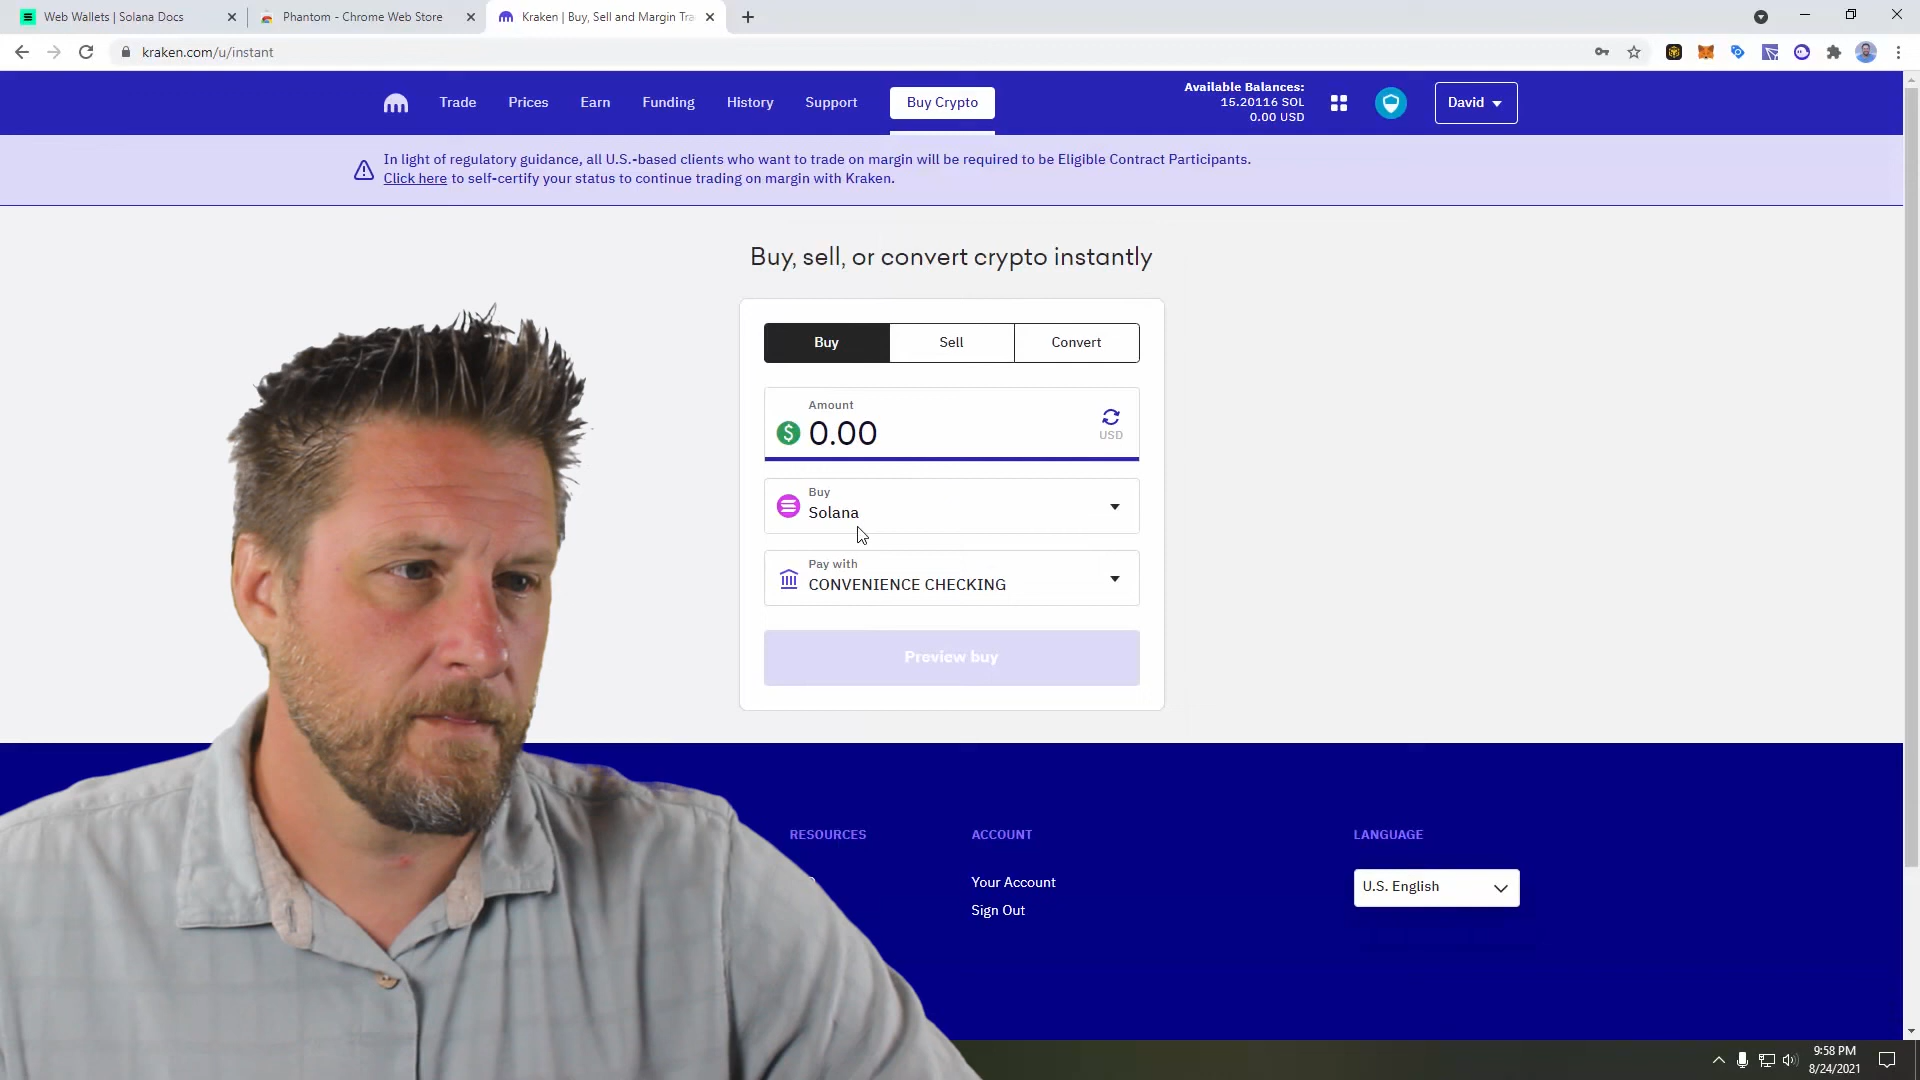 Web Wallets | Solana Docs
Phantom - Chrome Web Store
Kraken | Buy, Sell and Margin Tra
kraken.com/u/instant
Trade
Prices
Earn
Funding
History
Support
Buy Crypto
Available Balances:
15.20116 SOL
0.00 USD
David
In light of regulatory guidance, all U.S.-based clients who want to trade on margin will be required to be Eligible Contract Participants.
Click here to self-certify your status to continue trading on margin with Kraken.
Buy, sell, or convert crypto instantly
Buy
Sell
Convert
Amount
$ 0.00
USD
Buy
Solana
Pay with
CONVENIENCE CHECKING
Preview buy
RESOURCES
ACCOUNT
LANGUAGE
Your Account
U.S. English
Sign Out
9:58 PM
8/24/2021